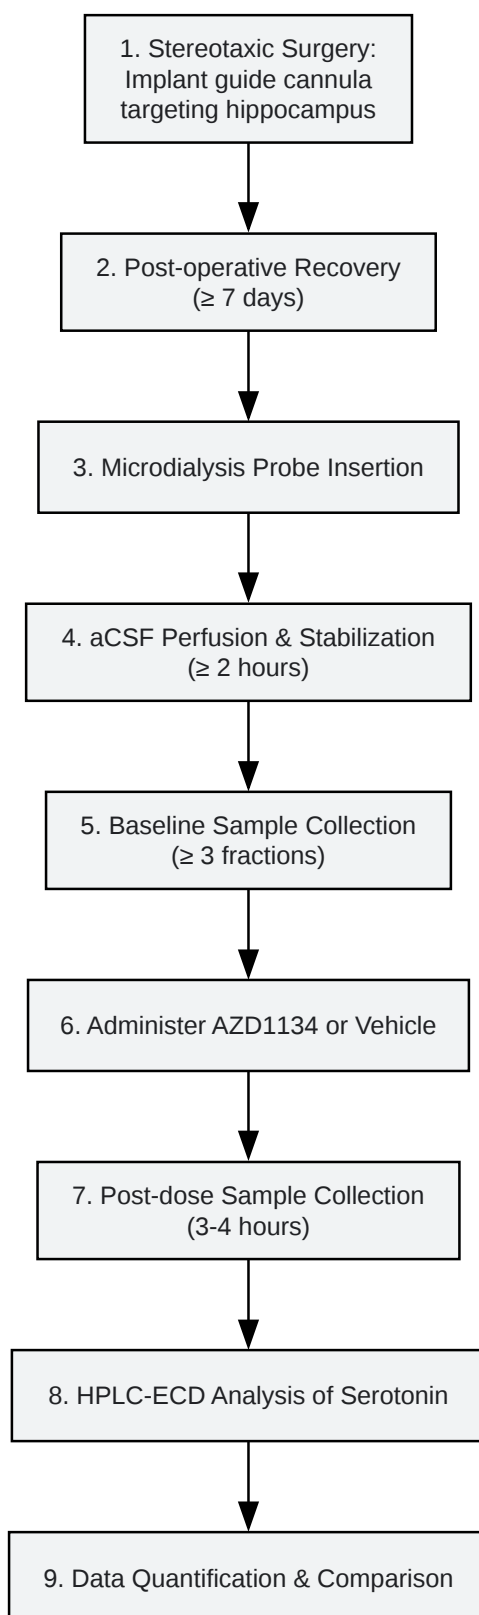 1. Stereotaxic Surgery:
Implant guide cannula
targeting hippocampus
2. Post-operative Recovery
(≥ 7 days)
3. Microdialysis Probe Insertion
4. aCSF Perfusion & Stabilization
(≥ 2 hours)
5. Baseline Sample Collection
(≥ 3 fractions)
6. Administer AZD1134 or Vehicle
7. Post-dose Sample Collection
(3-4 hours)
8. HPLC-ECD Analysis of Serotonin
9. Data Quantification & Comparison